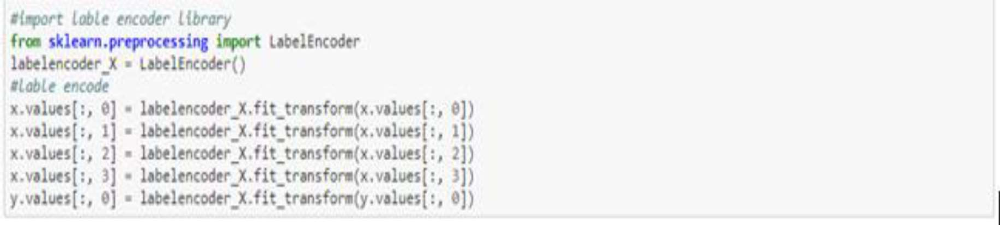 #import lable encoder library
from sklearn.preprocessing import LabelEncoder
labelencoder_X = LabelEncoder()
#lable encode
x.values[:, 0] = labelencoder_X.fit_transform(x.values[:, 0])
x.values[:, 1] = labelencoder_X.fit_transform(x.values[:, 1])
x.values[:, 2] = labelencoder_X.fit_transform(x.values[:, 2])
x.values[:, 3] = labelencoder_X.fit_transform(x.values[:, 3])
y.values[:, 0] = labelencoder_X.fit_transform(y.values[:, 0])